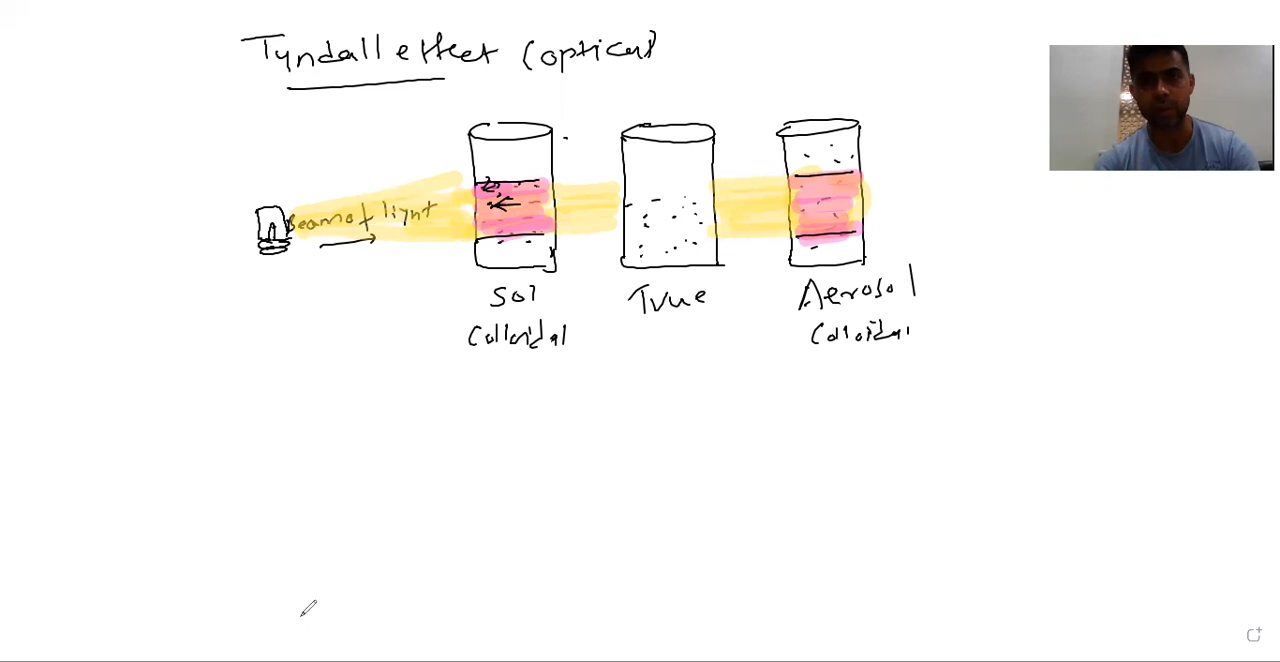 Tyndall effect (optical)
Beam of light
Sol
Colloidal
True
Aerosol
Colloidal